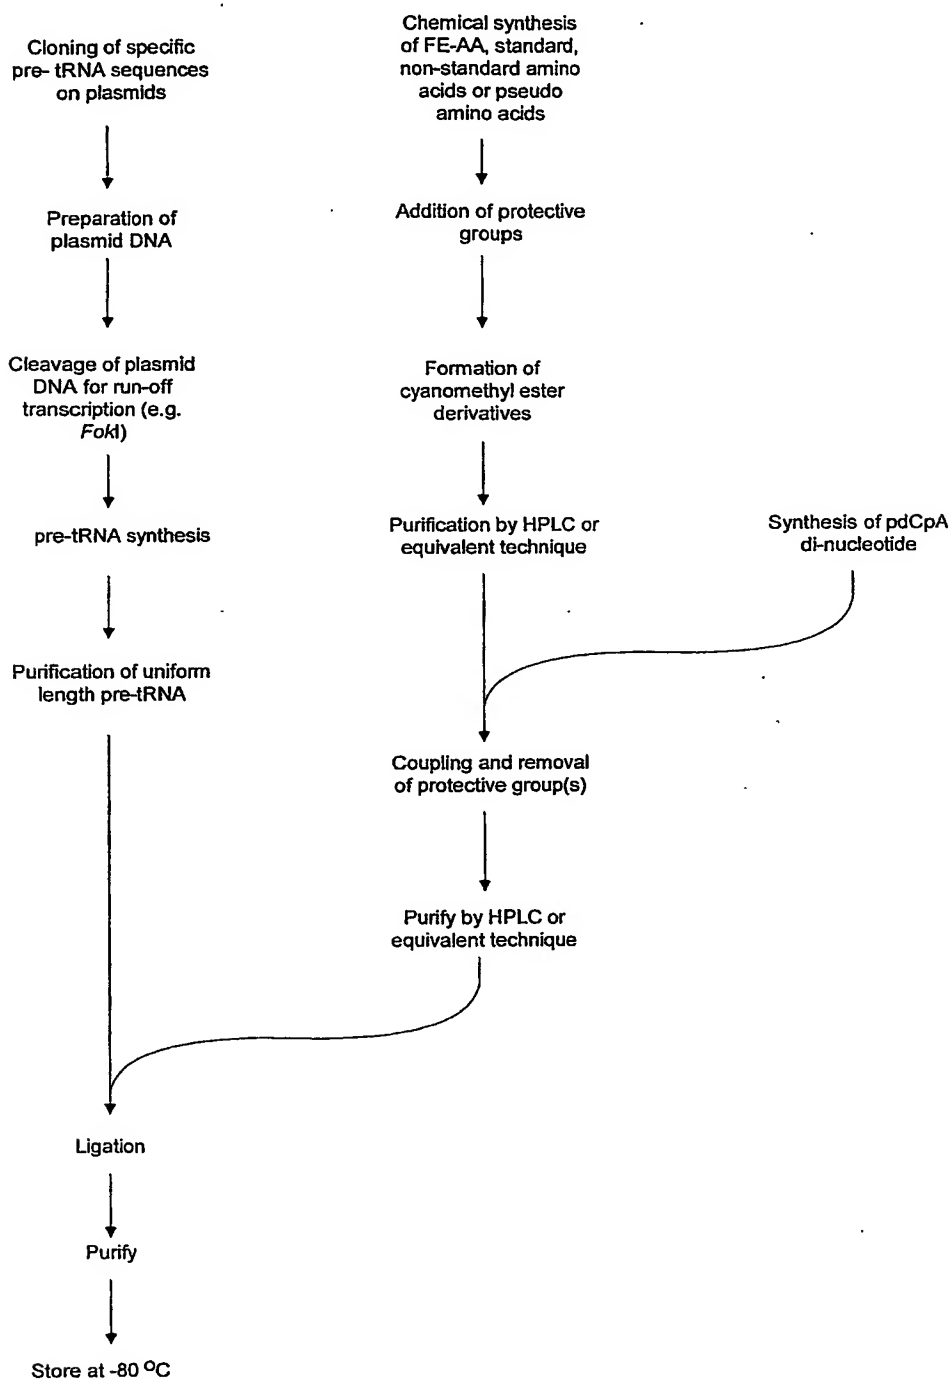 Cloning of specific
pre- tRNA sequences
on plasmids
Preparation of
plasmid DNA
Cleavage of plasmid
DNA for run-off
transcription (e.g.
FokI)
pre-tRNA synthesis
Purification of uniform
length pre-tRNA
Chemical synthesis
of FE-AA, standard,
non-standard amino
acids or pseudo
amino acids
Addition of protective
groups
Formation of
cyanomethyl ester
derivatives
Purification by HPLC or
equivalent technique
Synthesis of pdCpA
di-nucleotide
Coupling and removal
of protective group(s)
Purify by HPLC or
equivalent technique
Ligation
Purify
Store at -80 °C